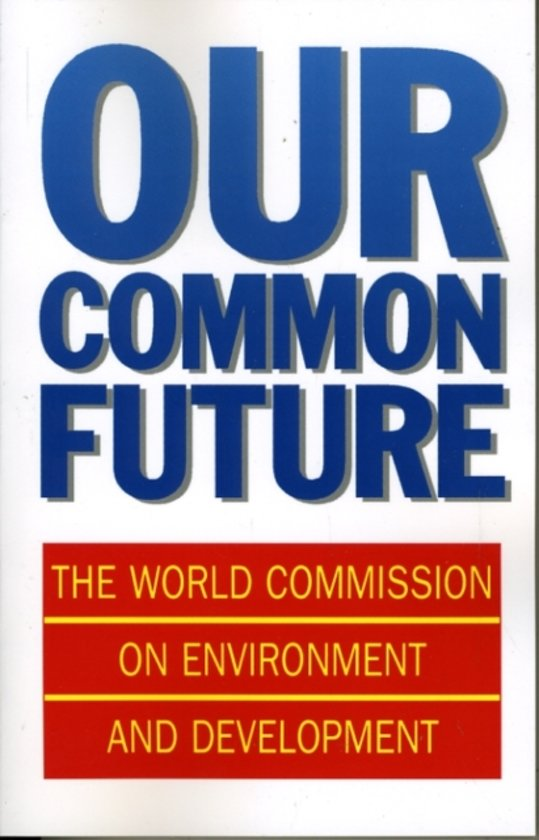 OUR
COMMON
FUTURE
THE WORLD COMMISSION
ON ENVIRONMENT
AND DEVELOPMENT